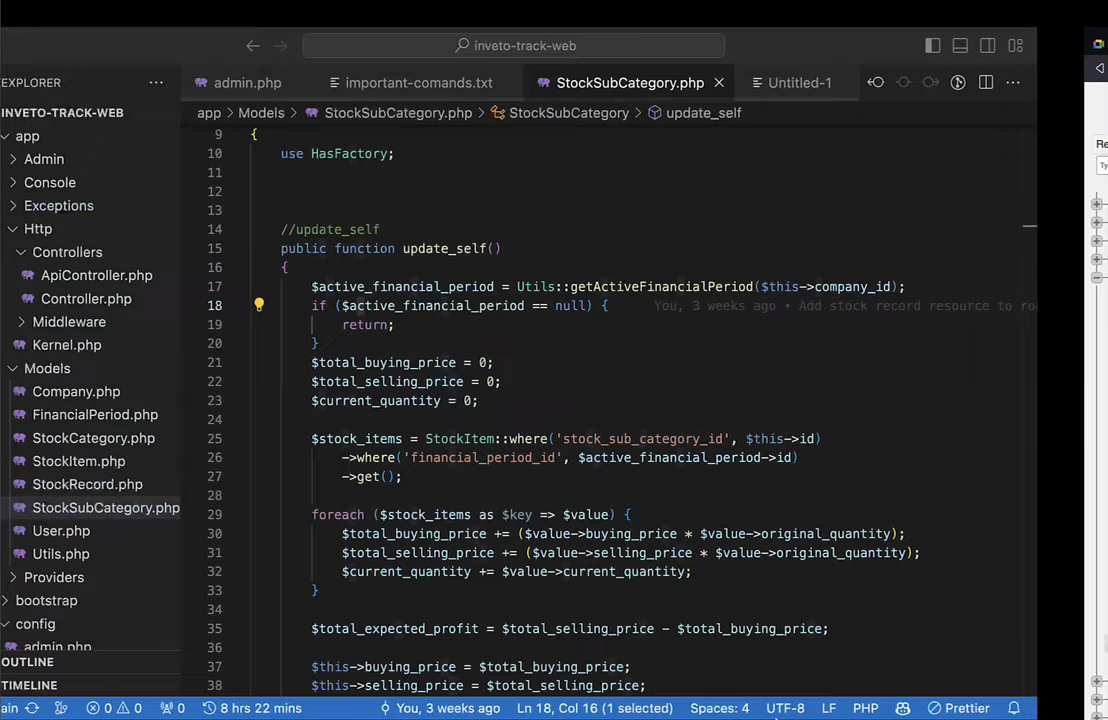 inveto-track-web
EXPLORER
admin.php
important-comands.txt
StockSubCategory.php
Untitled-1
INVETO-TRACK-WEB
app > Models > StockSubCategory.php > StockSubCategory > update_self
app
Admin
Console
Exceptions
Http
Controllers
ApiController.php
Controller.php
Middleware
Kernel.php
Models
Company.php
FinancialPeriod.php
StockCategory.php
StockItem.php
StockRecord.php
StockSubCategory.php
User.php
Utils.php
Providers
bootstrap
config
admin.php
OUTLINE
TIMELINE
9 {
10 use HasFactory;
11
12
13
14 //update_self
15 public function update_self()
16 {
17 $active_financial_period = Utils::getActiveFinancialPeriod($this->company_id);
18 if ($active_financial_period == null) { You, 3 weeks ago • Add stock record resource to ro
19 return;
20 }
21 $total_buying_price = 0;
22 $total_selling_price = 0;
23 $current_quantity = 0;
24
25 $stock_items = StockItem::where('stock_sub_category_id', $this->id)
26 ->where('financial_period_id', $active_financial_period->id)
27 ->get();
28
29 foreach ($stock_items as $key => $value) {
30 $total_buying_price += ($value->buying_price * $value->original_quantity);
31 $total_selling_price += ($value->selling_price * $value->original_quantity);
32 $current_quantity += $value->current_quantity;
33 }
34
35 $total_expected_profit = $total_selling_price - $total_buying_price;
36
37 $this->buying_price = $total_buying_price;
38 $this->selling_price = $total_selling_price;
Re
Ty
ain 0 0 0 8 hrs 22 mins You, 3 weeks ago Ln 18, Col 16 (1 selected) Spaces: 4 UTF-8 LF PHP Prettier